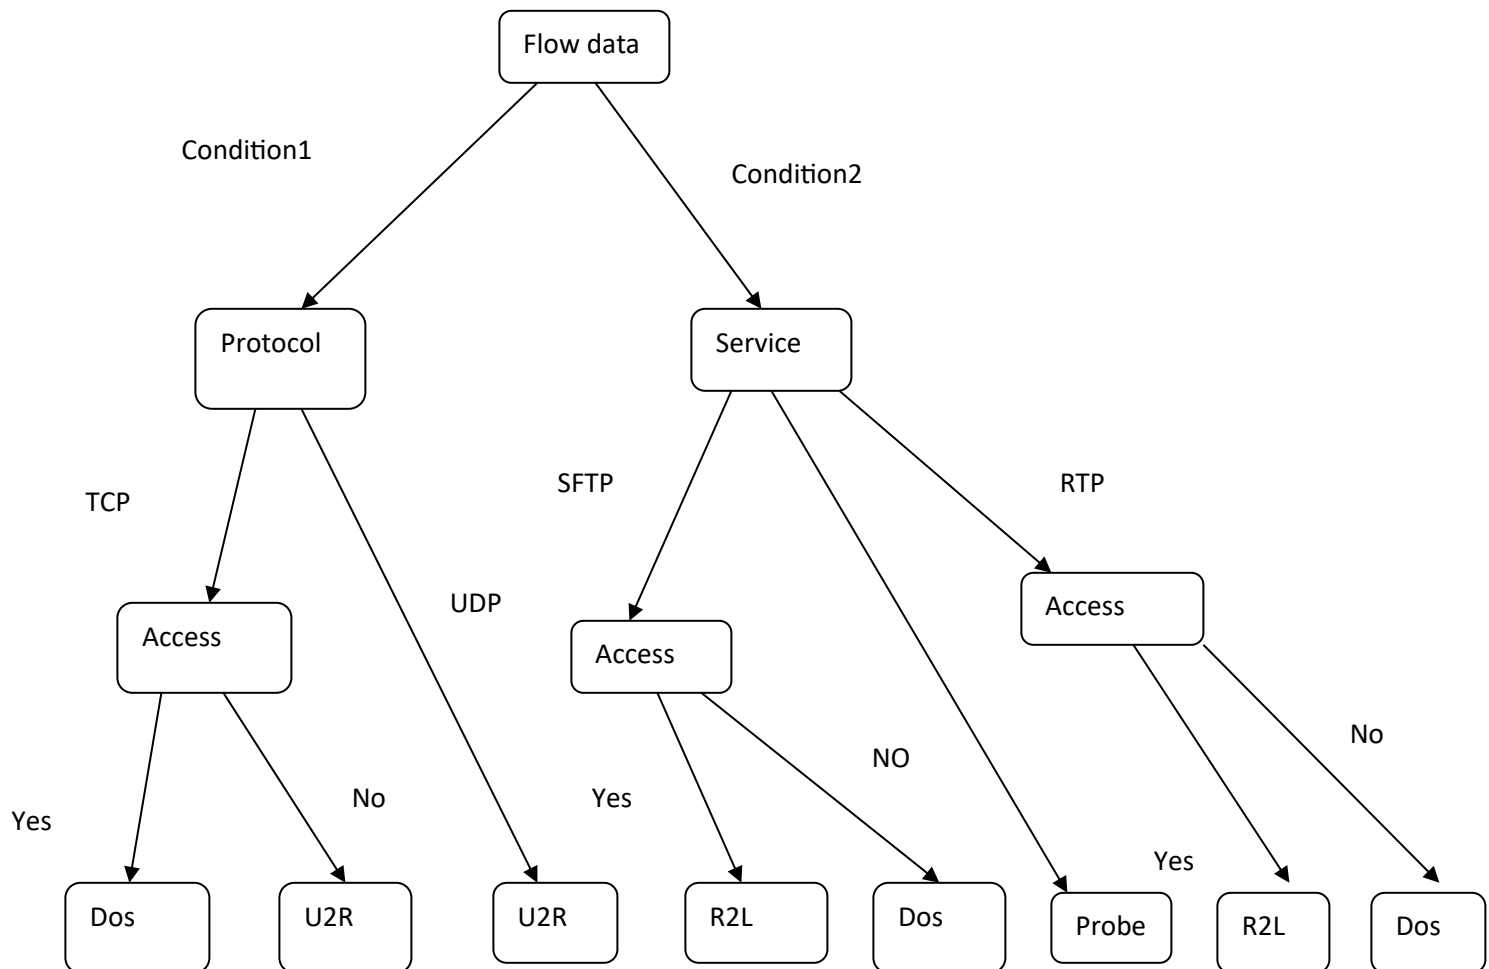 Flow data
Condition1
Condition2
Protocol
Service
SFTP
RTP
TCP
UDP
Access
Access
Access
No
NO
Yes
No
Yes
Yes
Dos
U2R
U2R
R2L
Dos
Probe
R2L
Dos